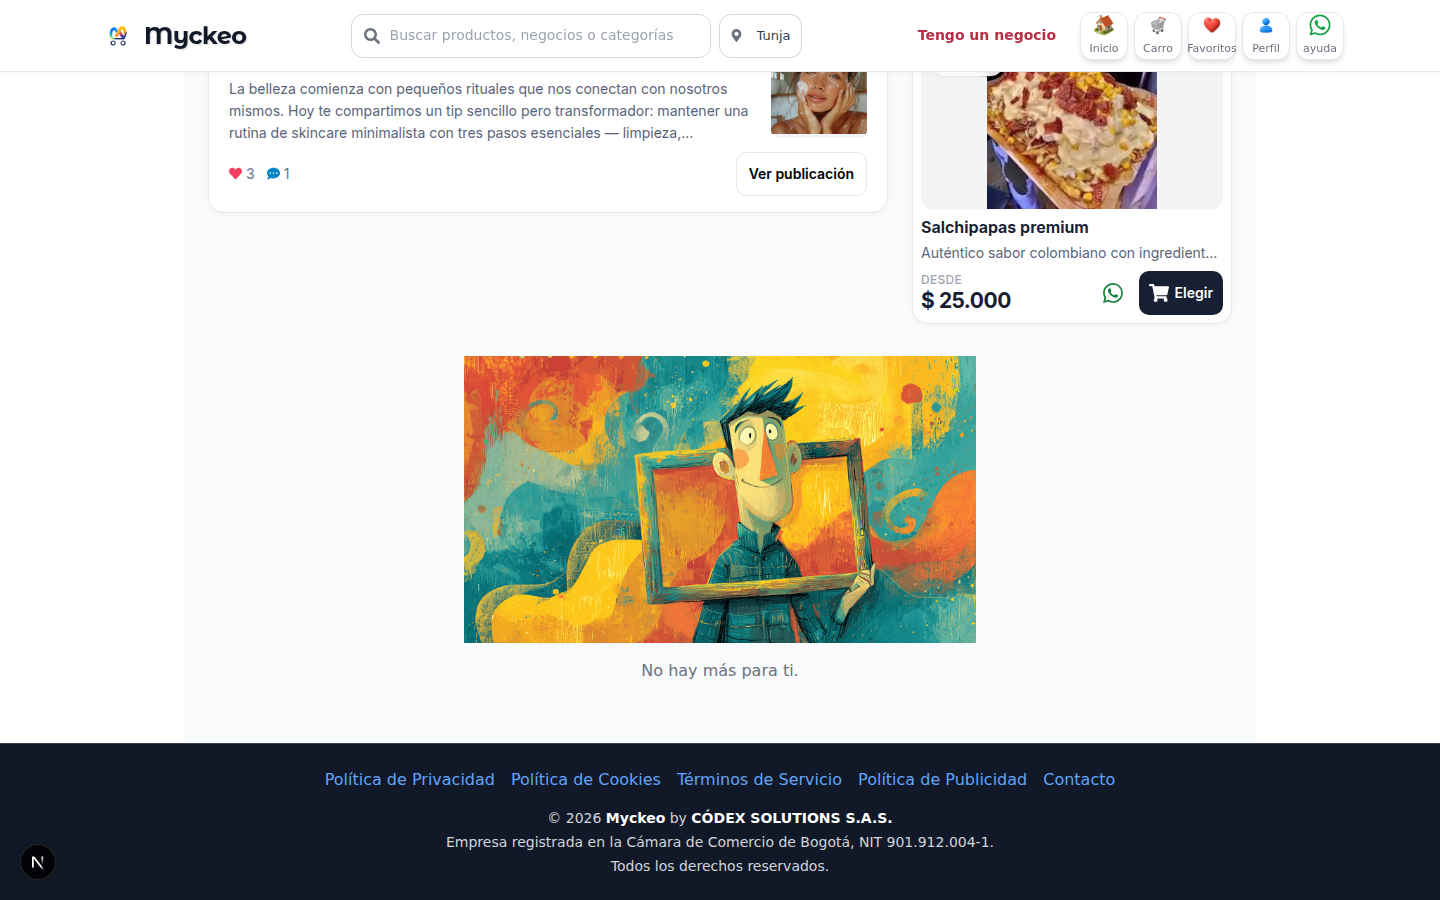 Myckeo
Buscar productos, negocios o categorías
Tunja
Tengo un negocio
Inicio
Carro
Favoritos
Perfil
ayuda
La belleza comienza con pequeños rituales que nos conectan con nosotros
mismos. Hoy te compartimos un tip sencillo pero transformador: mantener una
rutina de skincare minimalista con tres pasos esenciales — limpieza,...
3
1
Ver publicación
Salchipapas premium
Auténtico sabor colombiano con ingredient...
DESDE
$ 25.000
Elegir
No hay más para ti.
Política de Privacidad
Política de Cookies
Términos de Servicio
Política de Publicidad
Contacto
© 2026 Myckeo by CÓDEX SOLUTIONS S.A.S.
Empresa registrada en la Cámara de Comercio de Bogotá, NIT 901.912.004-1.
Todos los derechos reservados.
N